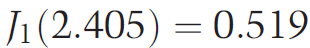 J₁(2.405) = 0.519